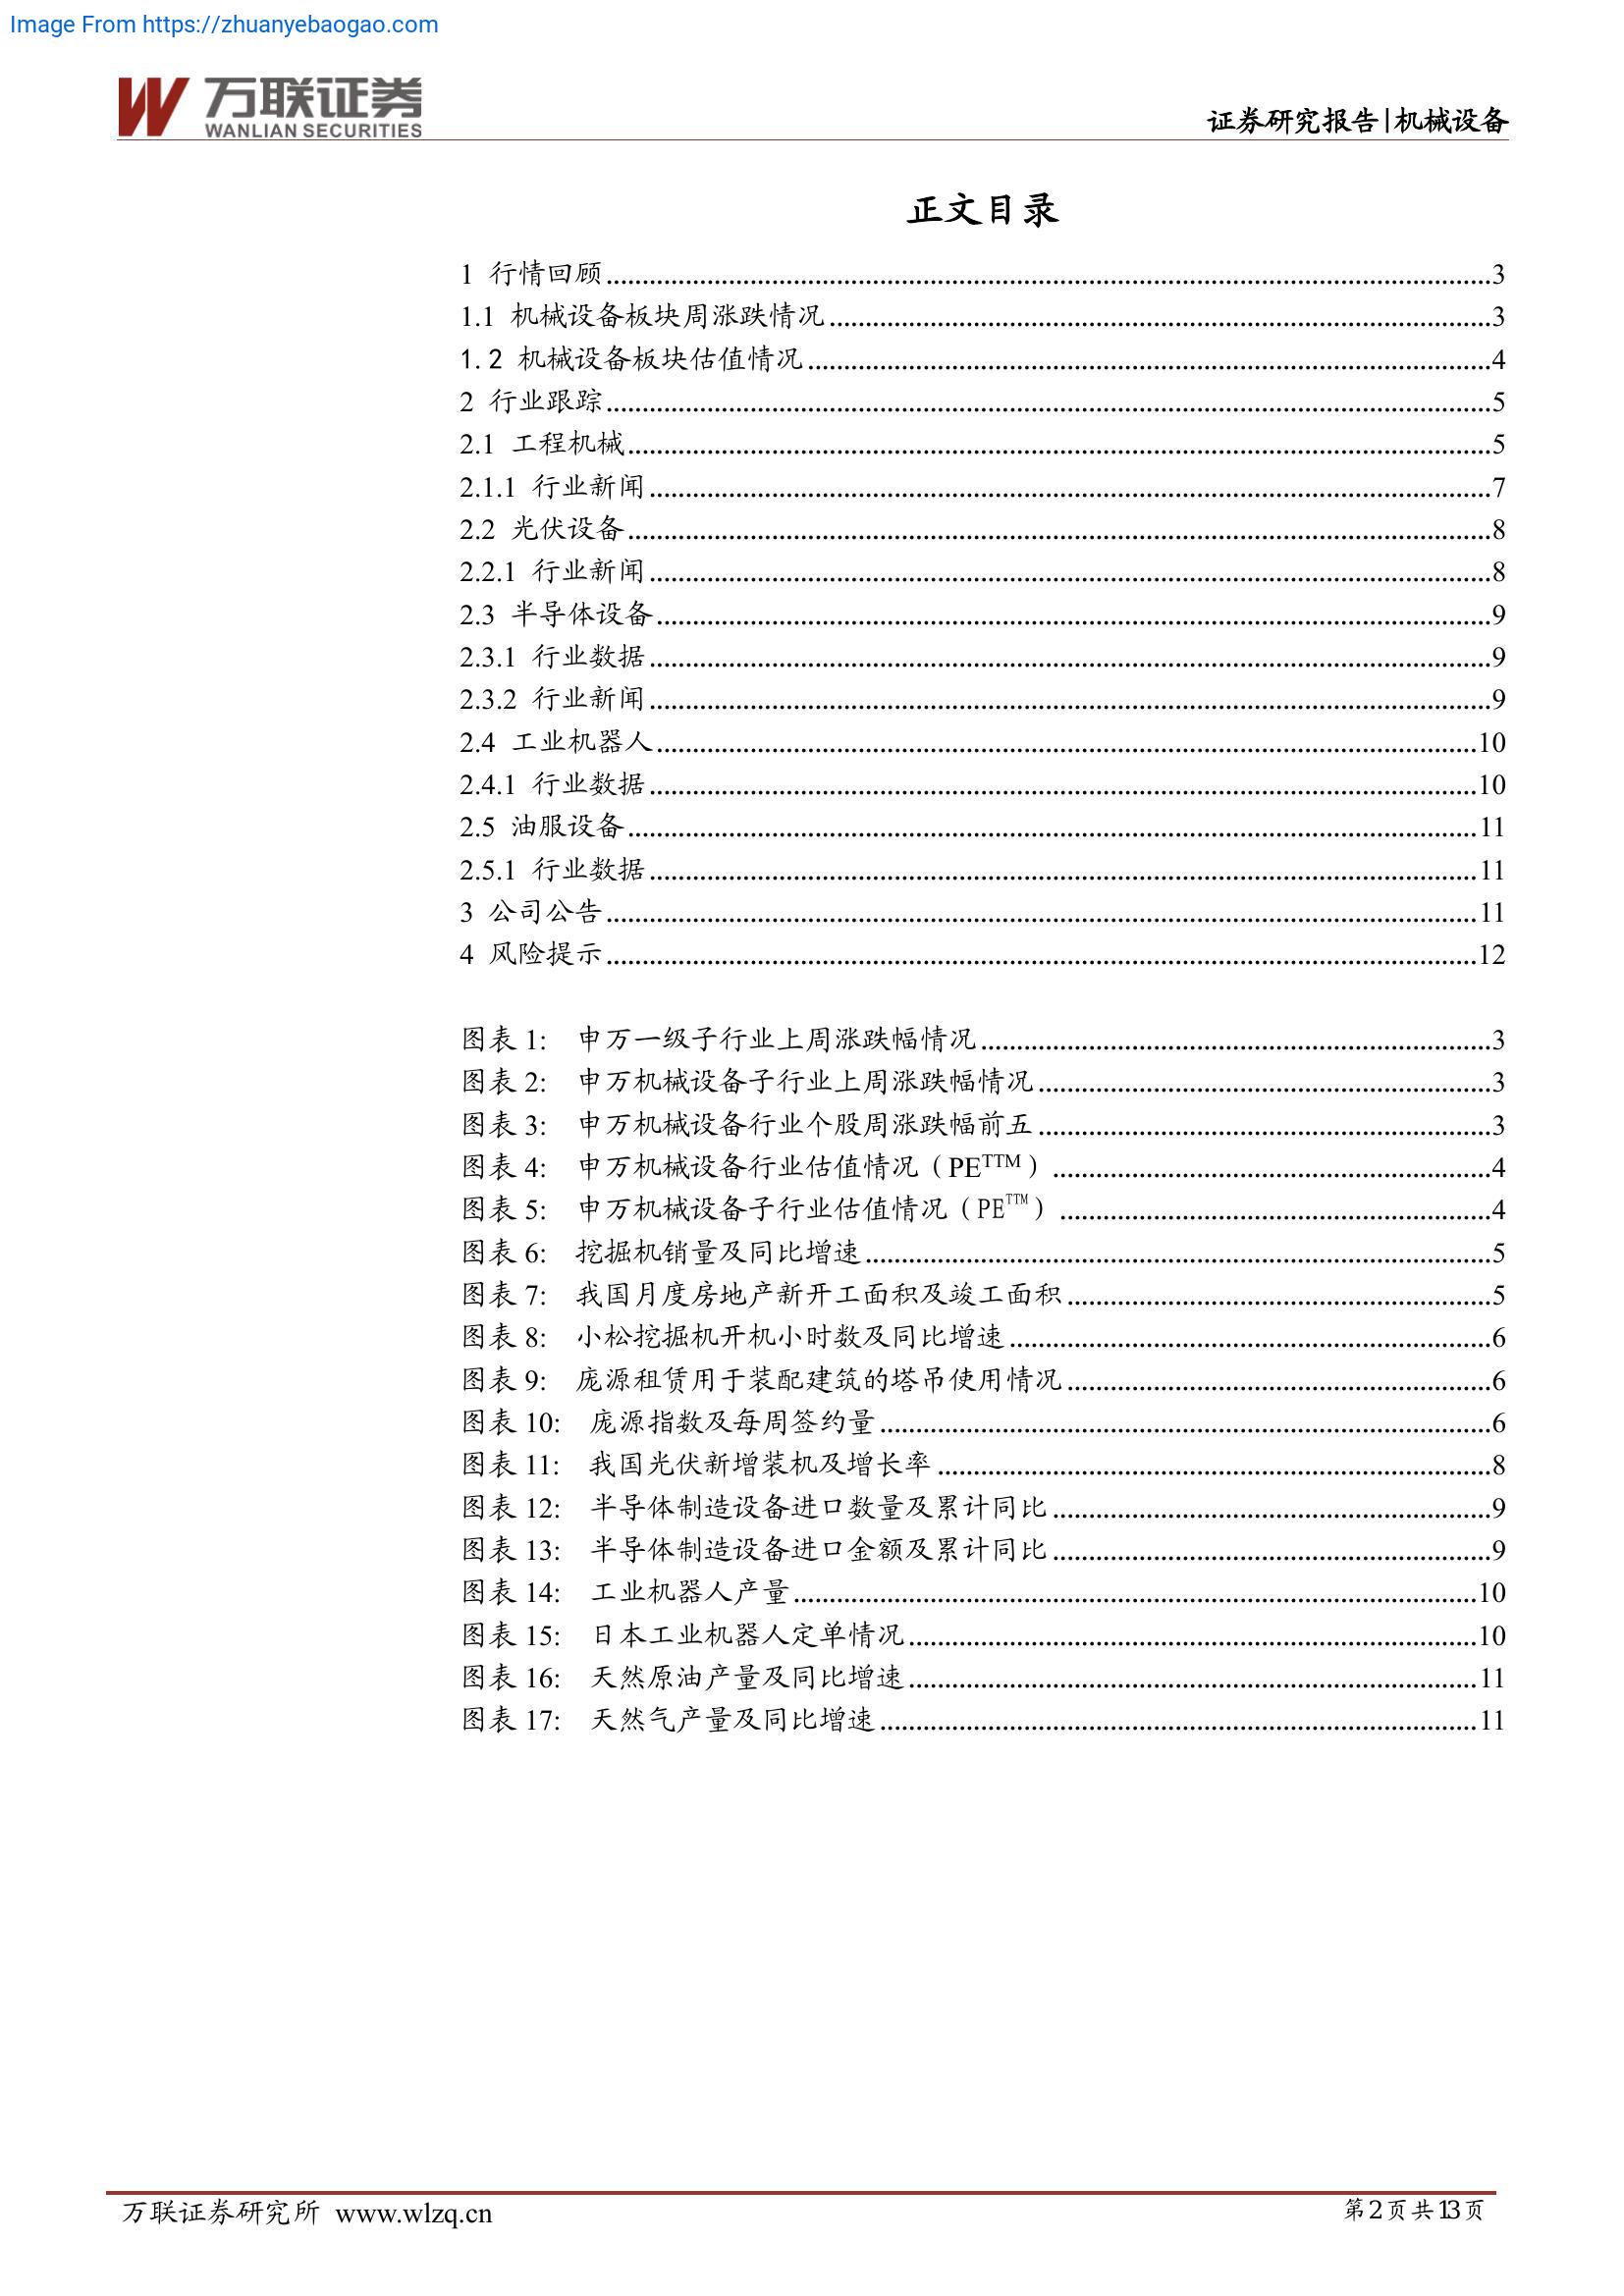 Image From https://zhuanyebaogao.com
万联证券
WANLIAN SECURITIES
证券研究报告|机械设备
正文目录
1 行情回顾............3
1.1 机械设备板块周涨跌情况............3
1.2 机械设备板块估值情况............4
2 行业跟踪............5
2.1 工程机械............5
2.1.1 行业新闻............7
2.2 光伏设备............8
2.2.1 行业新闻............8
2.3 半导体设备............9
2.3.1 行业数据............9
2.3.2 行业新闻............9
2.4 工业机器人............10
2.4.1 行业数据............10
2.5 油服设备............11
2.5.1 行业数据............11
3 公司公告............11
4 风险提示............12
图表 1: 申万一级子行业上周涨跌幅情况............3
图表 2: 申万机械设备子行业上周涨跌幅情况............3
图表 3: 申万机械设备行业个股周涨跌幅前五............3
图表 4: 申万机械设备行业估值情况（PETTM）............4
图表 5: 申万机械设备子行业估值情况（PETTM）............4
图表 6: 挖掘机销量及同比增速............5
图表 7: 我国月度房地产新开工面积及竣工面积............5
图表 8: 小松挖掘机开机小时数及同比增速............6
图表 9: 庞源租赁用于装配建筑的塔吊使用情况............6
图表 10: 庞源指数及每周签约量............6
图表 11: 我国光伏新增装机及增长率............8
图表 12: 半导体制造设备进口数量及累计同比............9
图表 13: 半导体制造设备进口金额及累计同比............9
图表 14: 工业机器人产量............10
图表 15: 日本工业机器人定单情况............10
图表 16: 天然原油产量及同比增速............11
图表 17: 天然气产量及同比增速............11
万联证券研究所 www.wlzq.cn
第2页共13页